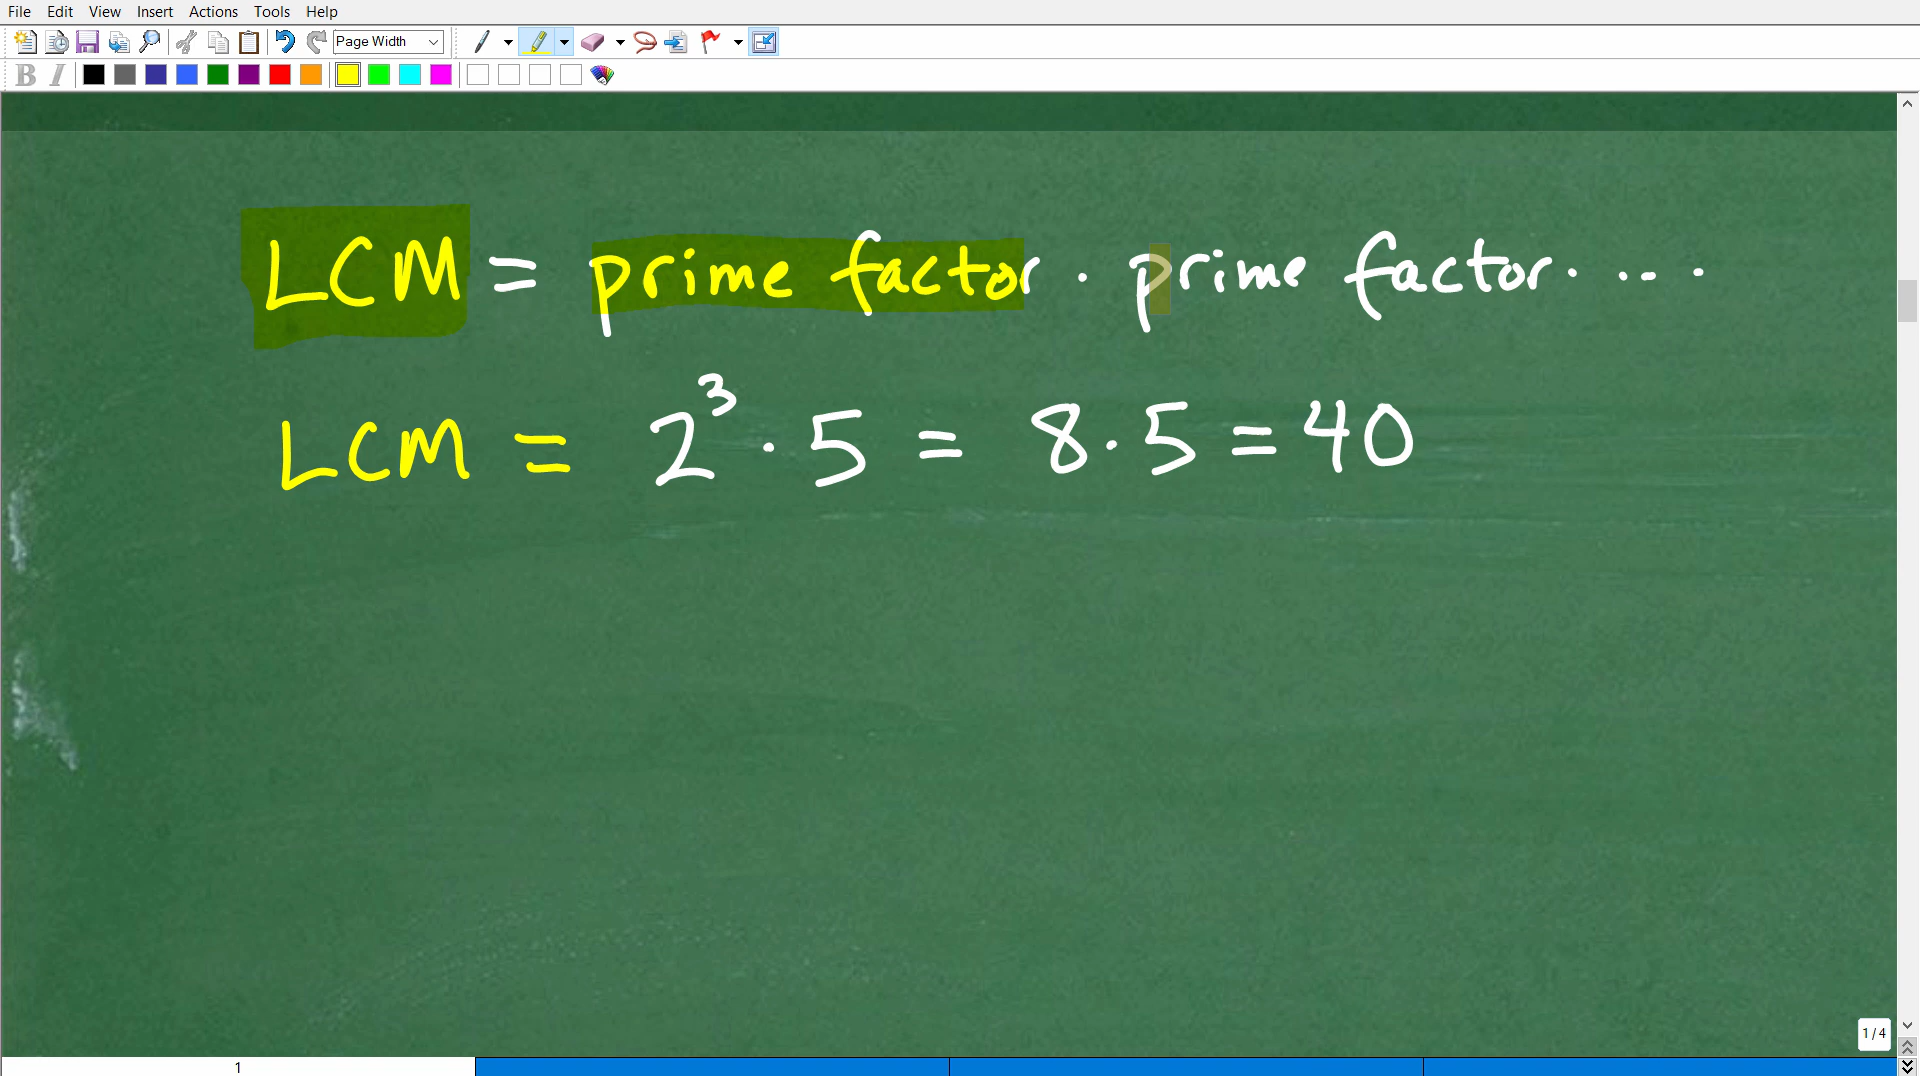 File Edit View Insert Actions Tools Help
Page Width
B I
LCM = prime factor · prime factor · ...
LCM = 2³ · 5 = 8 · 5 = 40
1 / 4
1